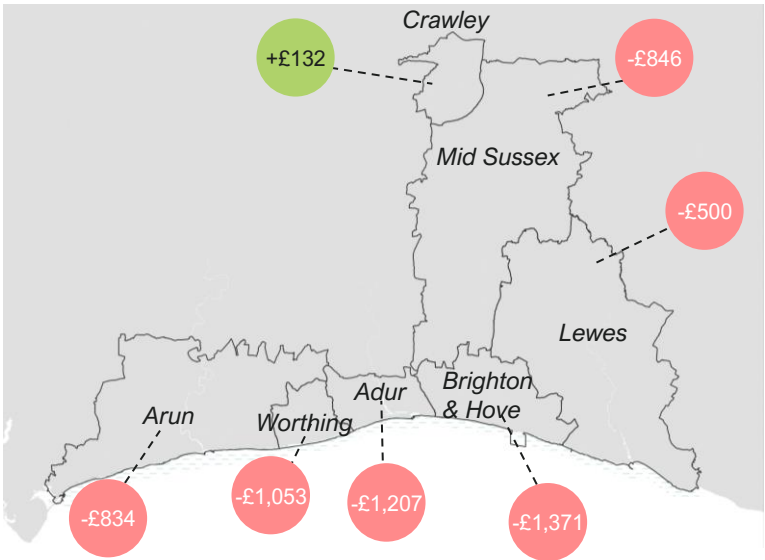 Crawley
+£132
-£846
Mid Sussex
-£500
Lewes
Brighton
& Hove
Adur
Arun
Worthing
-£834
-£1,053
-£1,207
-£1,371